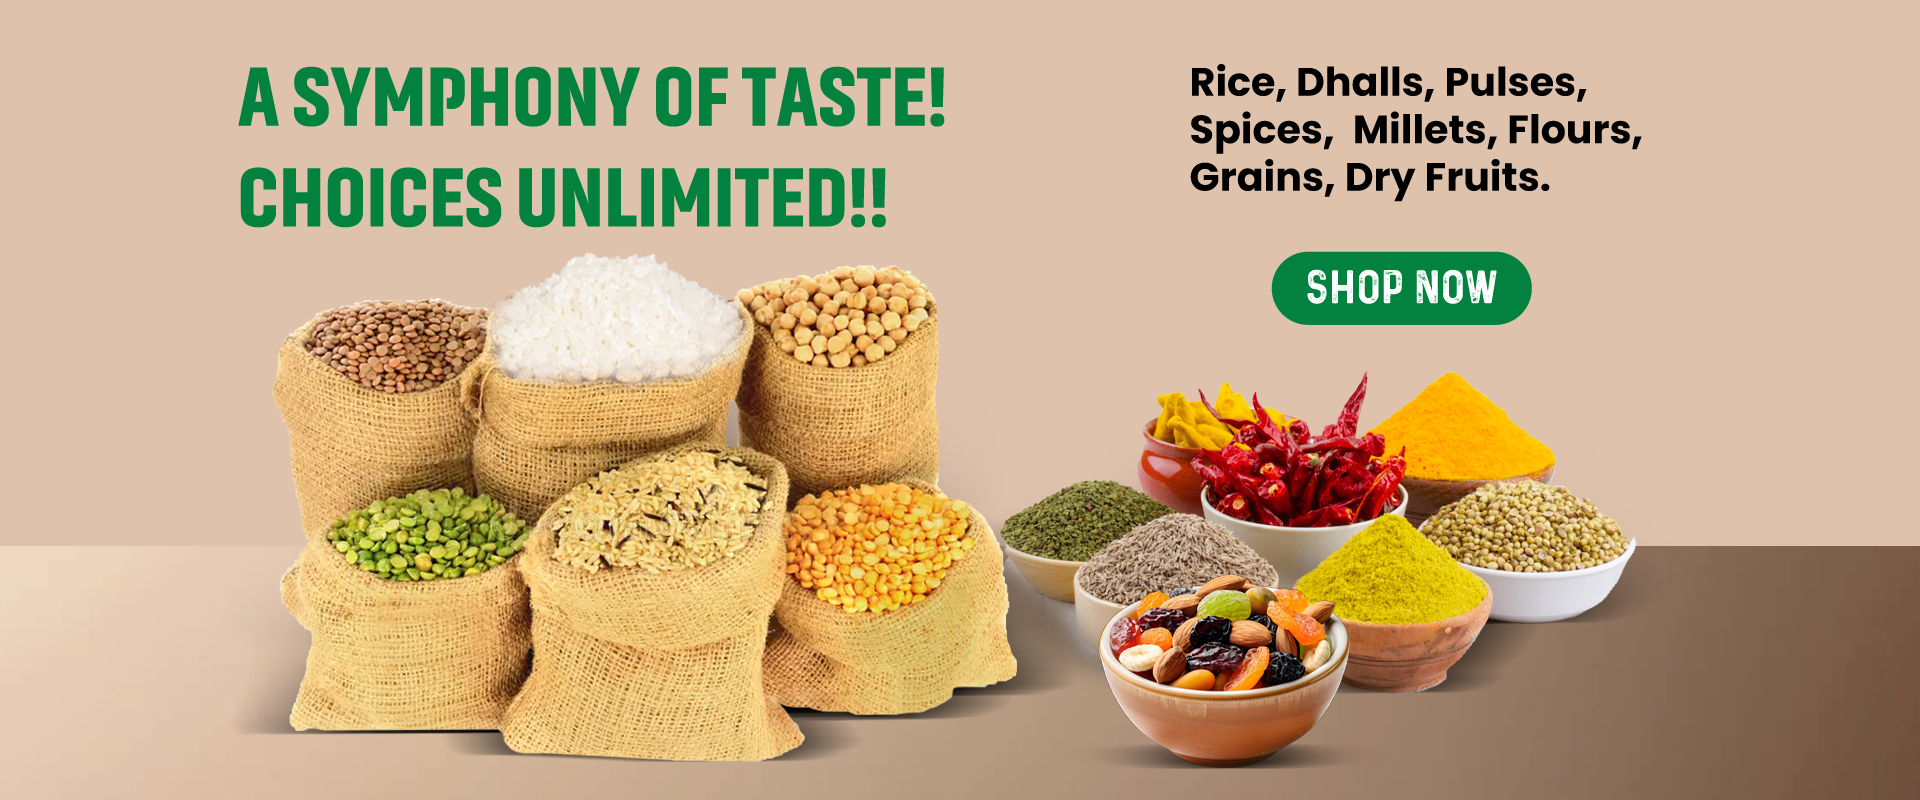 A SYMPHONY OF TASTE!
CHOICES UNLIMITED!!
Rice, Dhalls, Pulses,
Spices,  Millets, Flours,
Grains, Dry Fruits.
SHOP NOW